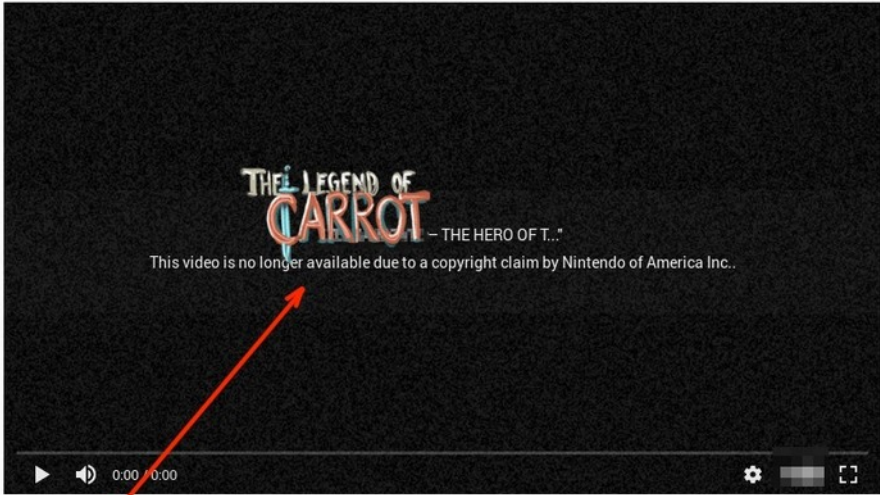 THE LEGEND OF
CARROT – THE HERO OF T..."
This video is no longer available due to a copyright claim by Nintendo of America Inc..
0:00 / 0:00